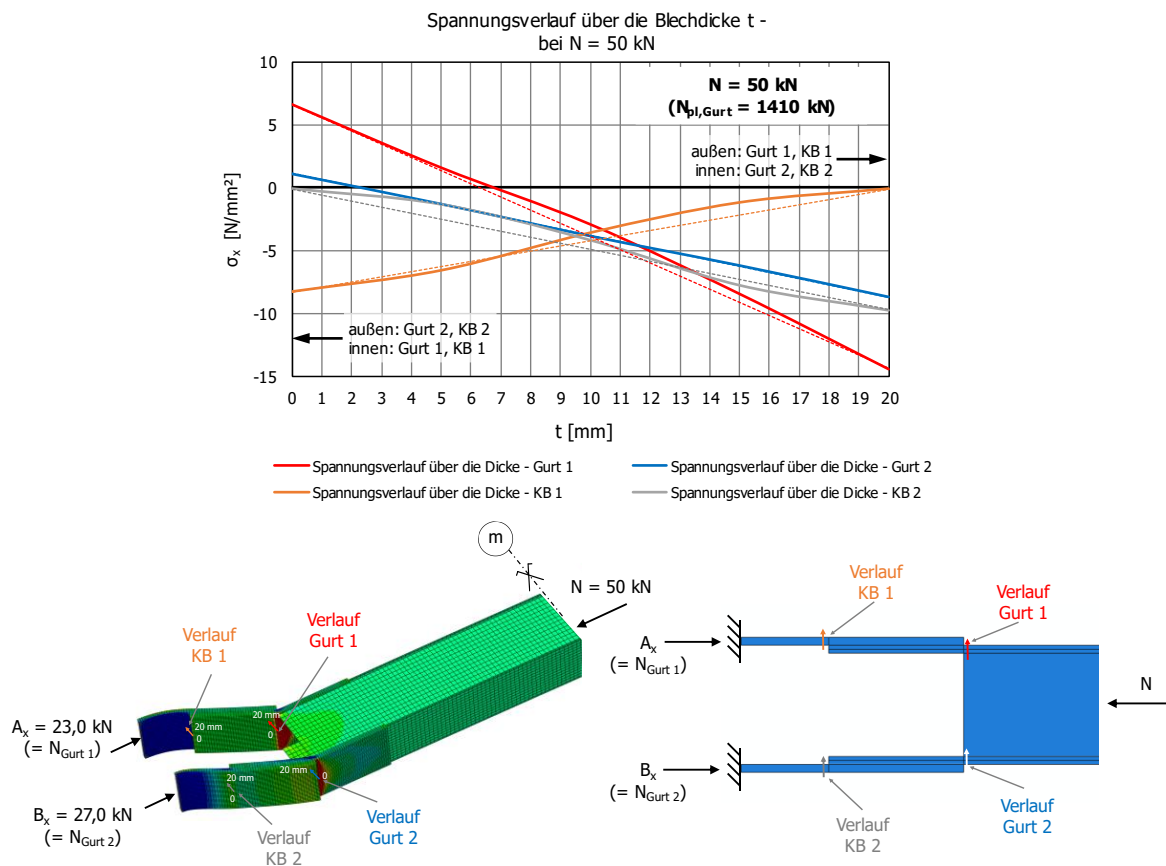 Spannungsverlauf über die Blechdicke t -
bei N = 50 kN
10
5
0
-5
-10
-15
σx [N/mm²]
N = 50 kN
(Npl,Gurt = 1410 kN)
außen: Gurt 1, KB 1
innen: Gurt 2, KB 2
außen: Gurt 2, KB 2
innen: Gurt 1, KB 1
0 1 2 3 4 5 6 7 8 9 10 11 12 13 14 15 16 17 18 19 20
t [mm]
Spannungsverlauf über die Dicke - Gurt 1
Spannungsverlauf über die Dicke - Gurt 2
Spannungsverlauf über die Dicke - KB 1
Spannungsverlauf über die Dicke - KB 2
m
N = 50 kN
Verlauf
Gurt 1
Verlauf
KB 1
20 mm
0
20 mm
0
Ax = 23,0 kN
(= NGurt 1)
20 mm
0
20 mm
0
Bx = 27,0 kN
(= NGurt 2)
Verlauf
KB 2
Verlauf
Gurt 2
Verlauf
KB 1
Verlauf
Gurt 1
Ax
(= NGurt 1)
N
Bx
(= NGurt 2)
Verlauf
KB 2
Verlauf
Gurt 2